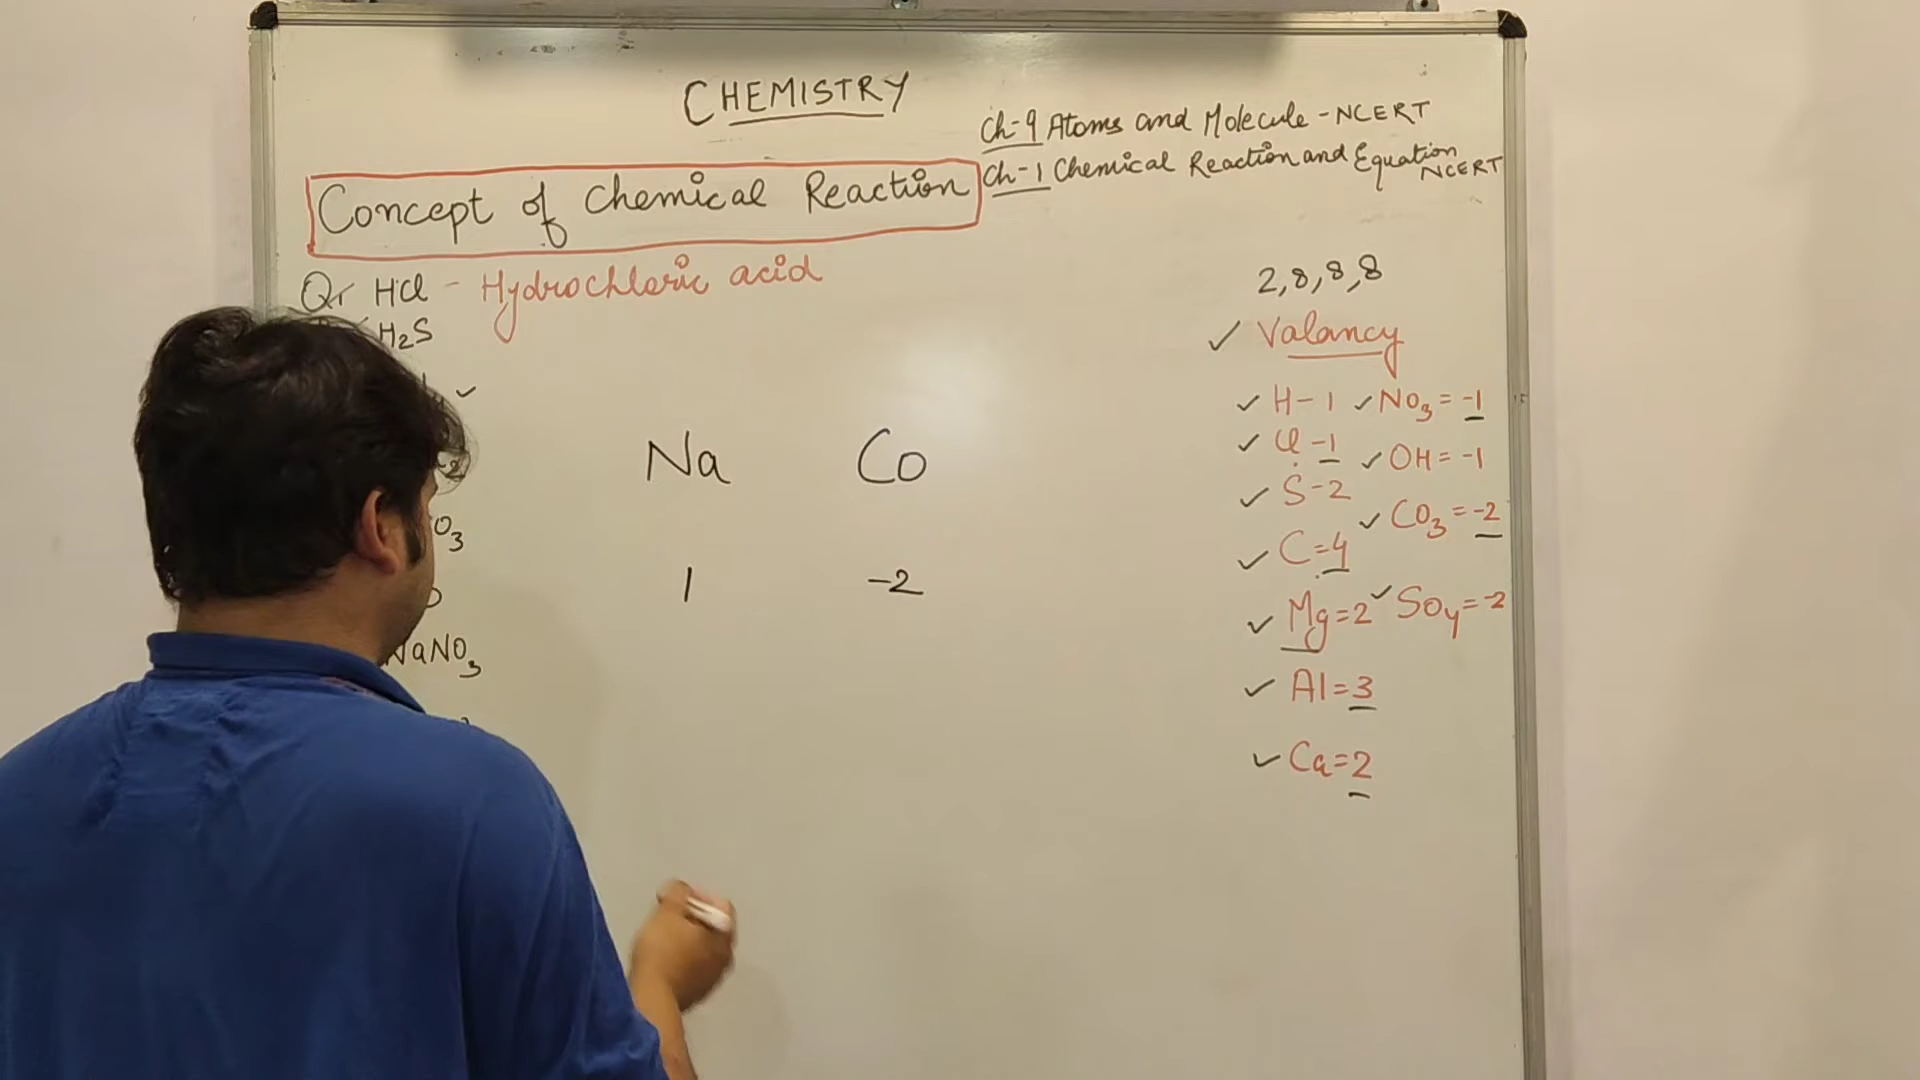 CHEMISTRY
Ch-9 Atoms and Molecule - NCERT
Ch-1 Chemical Reaction and Equation
NCERT
Concept of Chemical Reaction
Qr HCl - Hydrochloric acid
H2S
2,8,8,8
✓ Valancy
✓ H-1 ✓ NO3 = -1
✓ Cl -1 ✓ OH = -1
✓ S-2 ✓ CO3 = -2
✓ C=4
✓ Mg=2 ✓ SO4 = -2
✓ Al=3
✓ Ca=2
Na Co
1 -2
O3
NaNO3